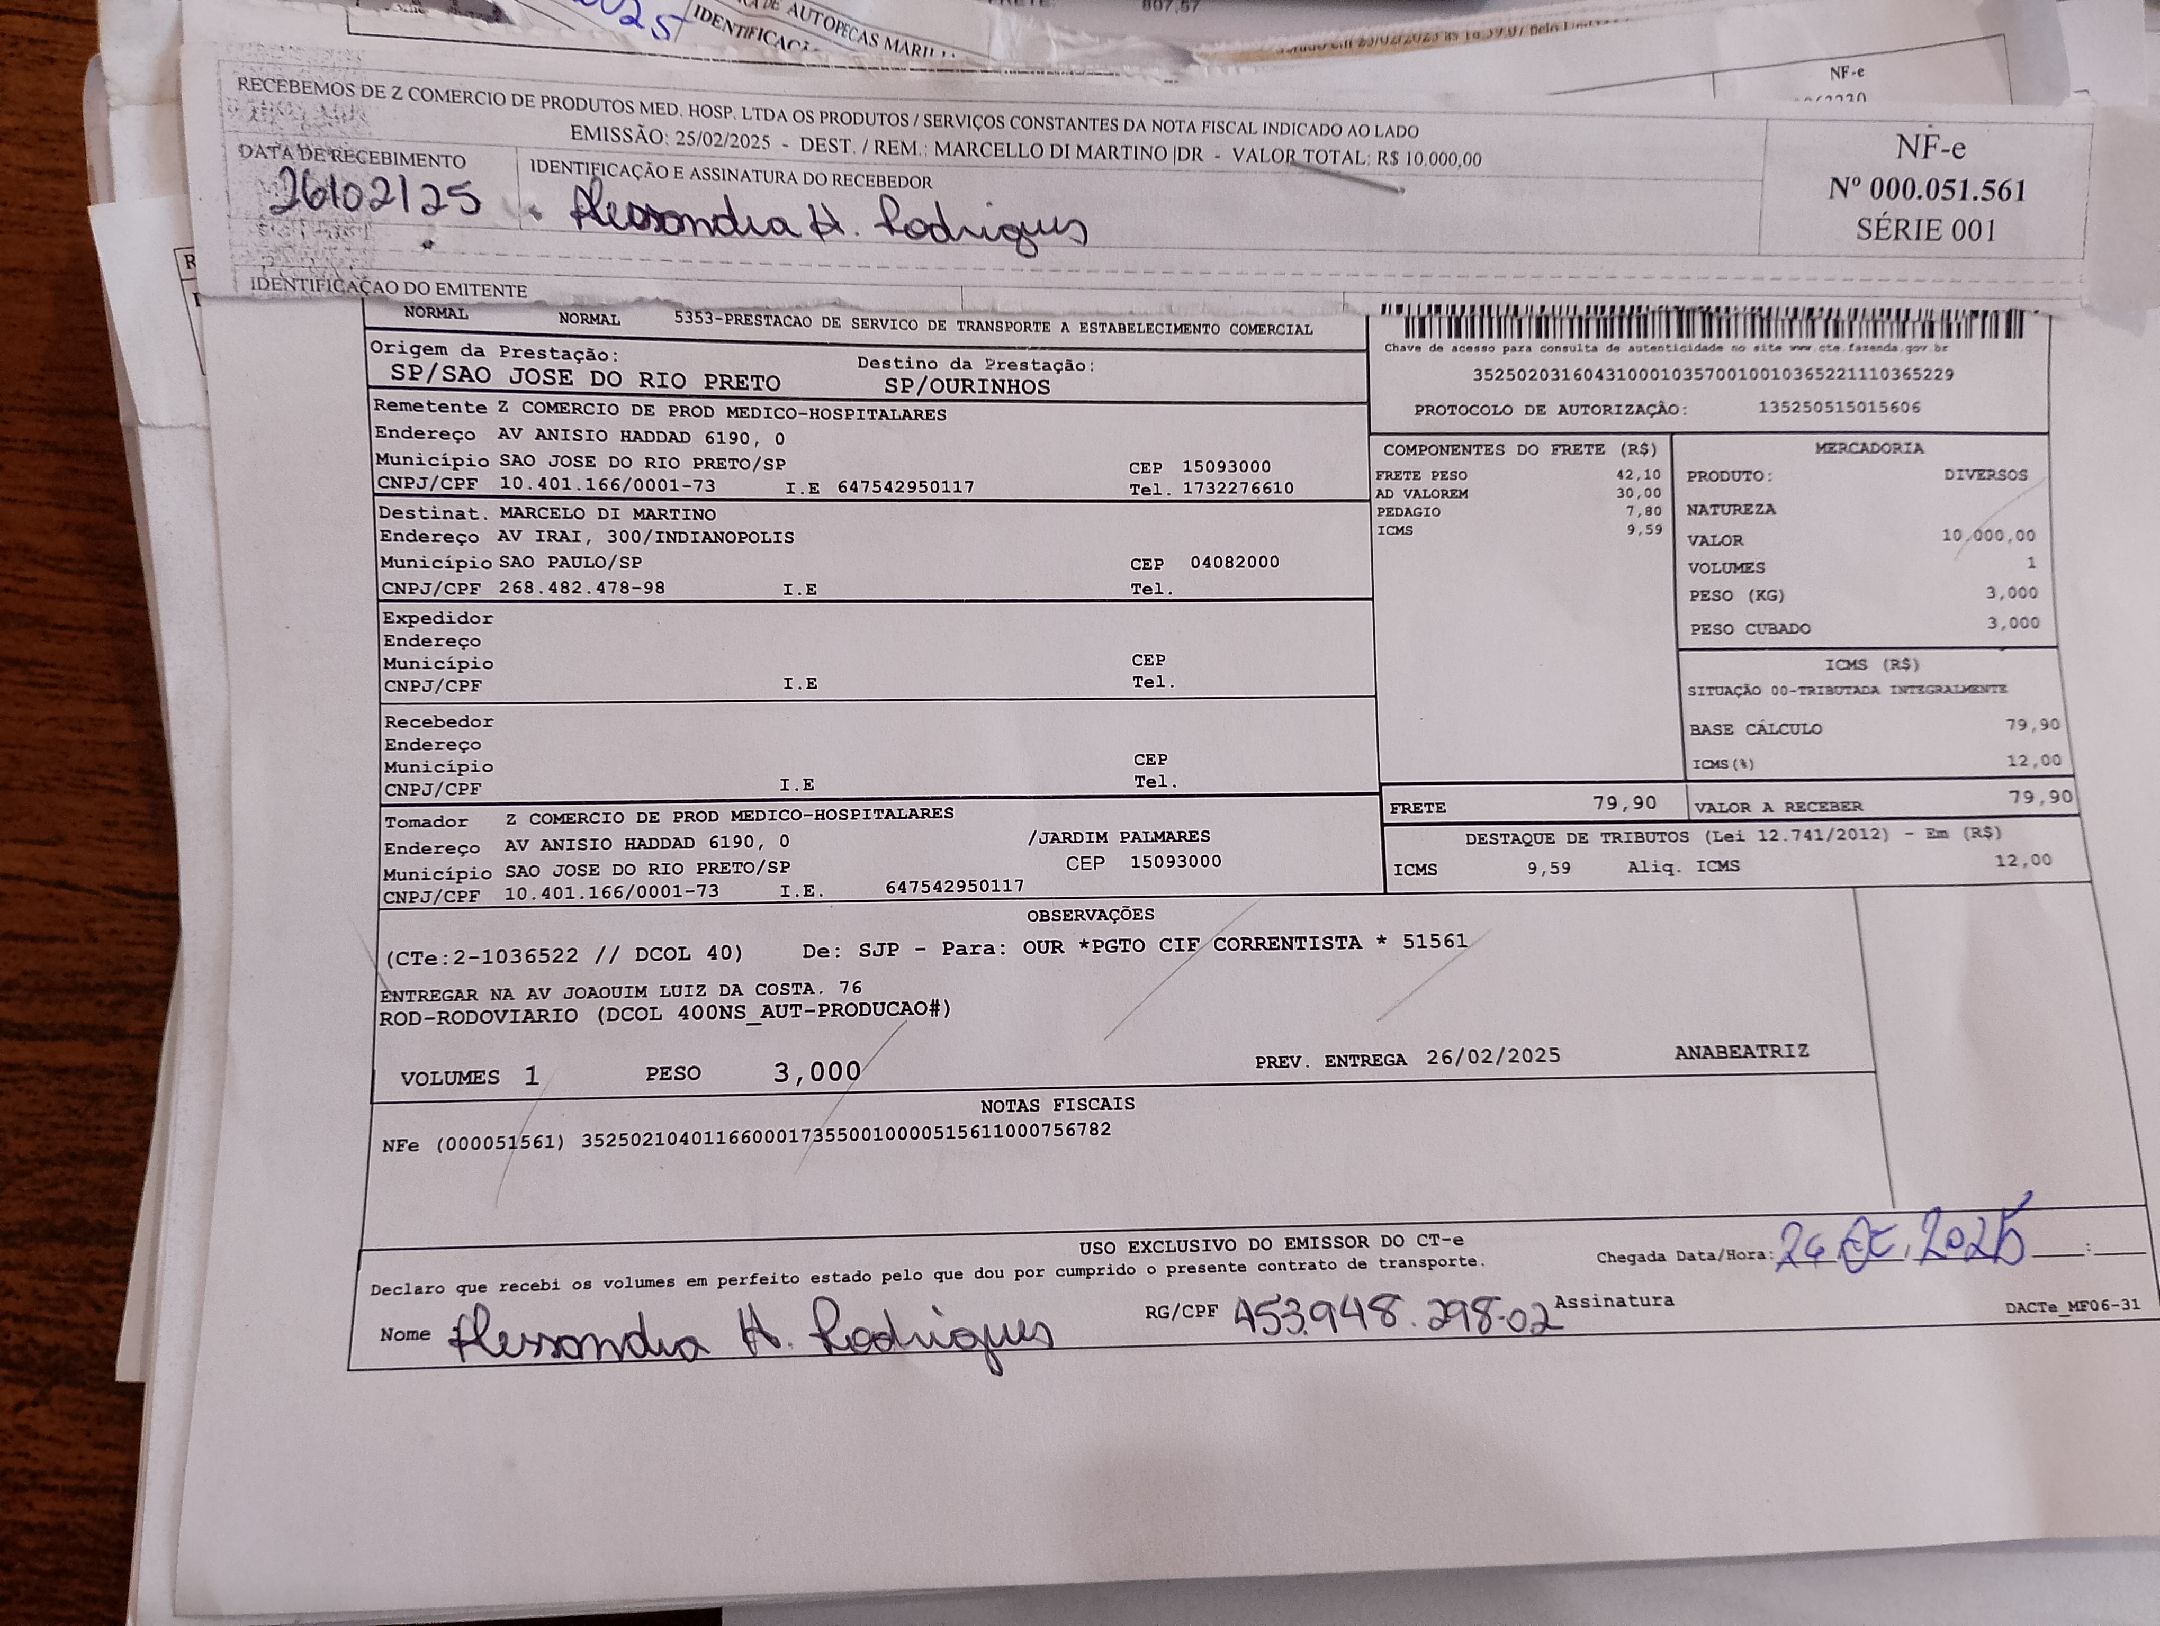 2025
RA DE AUTOPEÇAS MARIL
IDENTIFICAÇÃ
807,57
NF-e
RECEBEMOS DE Z COMERCIO DE PRODUTOS MED. HOSP. LTDA OS PRODUTOS / SERVIÇOS CONSTANTES DA NOTA FISCAL INDICADO AO LADO
EMISSÃO: 25/02/2025 - DEST. / REM.: MARCELLO DI MARTINO |DR - VALOR TOTAL: R$ 10.000,00
DATA DE RECEBIMENTO
IDENTIFICAÇÃO E ASSINATURA DO RECEBEDOR
26/02/25
Alessandra H. Rodrigues
NF-e
Nº 000.051.561
SÉRIE 001
IDENTIFICAÇÃO DO EMITENTE
NORMAL NORMAL 5353-PRESTACAO DE SERVICO DE TRANSPORTE A ESTABELECIMENTO COMERCIAL
Origem da Prestação: Destino da Prestação:
SP/SAO JOSE DO RIO PRETO SP/OURINHOS
Chave de acesso para consulta de autenticidade no site www.cte.fazenda.gov.br
35250203160431000103570010010365221110365229
PROTOCOLO DE AUTORIZAÇÃO: 135250515015606
Remetente Z COMERCIO DE PROD MEDICO-HOSPITALARES
Endereço AV ANISIO HADDAD 6190, 0
Município SAO JOSE DO RIO PRETO/SP CEP 15093000
CNPJ/CPF 10.401.166/0001-73 I.E 647542950117 Tel. 1732276610
Destinat. MARCELO DI MARTINO
Endereço AV IRAI, 300/INDIANOPOLIS
Município SAO PAULO/SP CEP 04082000
CNPJ/CPF 268.482.478-98 I.E Tel.
Expedidor
Endereço
Município CEP
CNPJ/CPF I.E Tel.
Recebedor
Endereço
Município CEP
CNPJ/CPF I.E Tel.
Tomador Z COMERCIO DE PROD MEDICO-HOSPITALARES
Endereço AV ANISIO HADDAD 6190, 0 /JARDIM PALMARES
Município SAO JOSE DO RIO PRETO/SP CEP 15093000
CNPJ/CPF 10.401.166/0001-73 I.E. 647542950117
COMPONENTES DO FRETE (R$)
FRETE PESO 42,10
AD VALOREM 30,00
PEDAGIO 7,80
ICMS 9,59
MERCADORIA
PRODUTO: DIVERSOS
NATUREZA
VALOR 10.000,00
VOLUMES 1
PESO (KG) 3,000
PESO CUBADO 3,000
ICMS (R$)
SITUAÇÃO 00-TRIBUTADA INTEGRALMENTE
BASE CÁLCULO 79,90
ICMS(%) 12,00
FRETE 79,90 VALOR A RECEBER 79,90
DESTAQUE DE TRIBUTOS (Lei 12.741/2012) - Em (R$)
ICMS 9,59 Aliq. ICMS 12,00
OBSERVAÇÕES
(CTe:2-1036522 // DCOL 40) De: SJP - Para: OUR *PGTO CIF CORRENTISTA * 51561
ENTREGAR NA AV JOAQUIM LUIZ DA COSTA. 76
ROD-RODOVIARIO (DCOL 400NS_AUT-PRODUCAO#)
VOLUMES 1 PESO 3,000 PREV. ENTREGA 26/02/2025 ANABEATRIZ
NOTAS FISCAIS
NFe (000051561) 35250210401166000173550010000515611000756782
USO EXCLUSIVO DO EMISSOR DO CT-e
Declaro que recebi os volumes em perfeito estado pelo que dou por cumprido o presente contrato de transporte.
Chegada Data/Hora: 2025 __:__
Nome Alessandra H. Rodrigues RG/CPF 453.948.298-02 Assinatura
DACTe_MF06-31